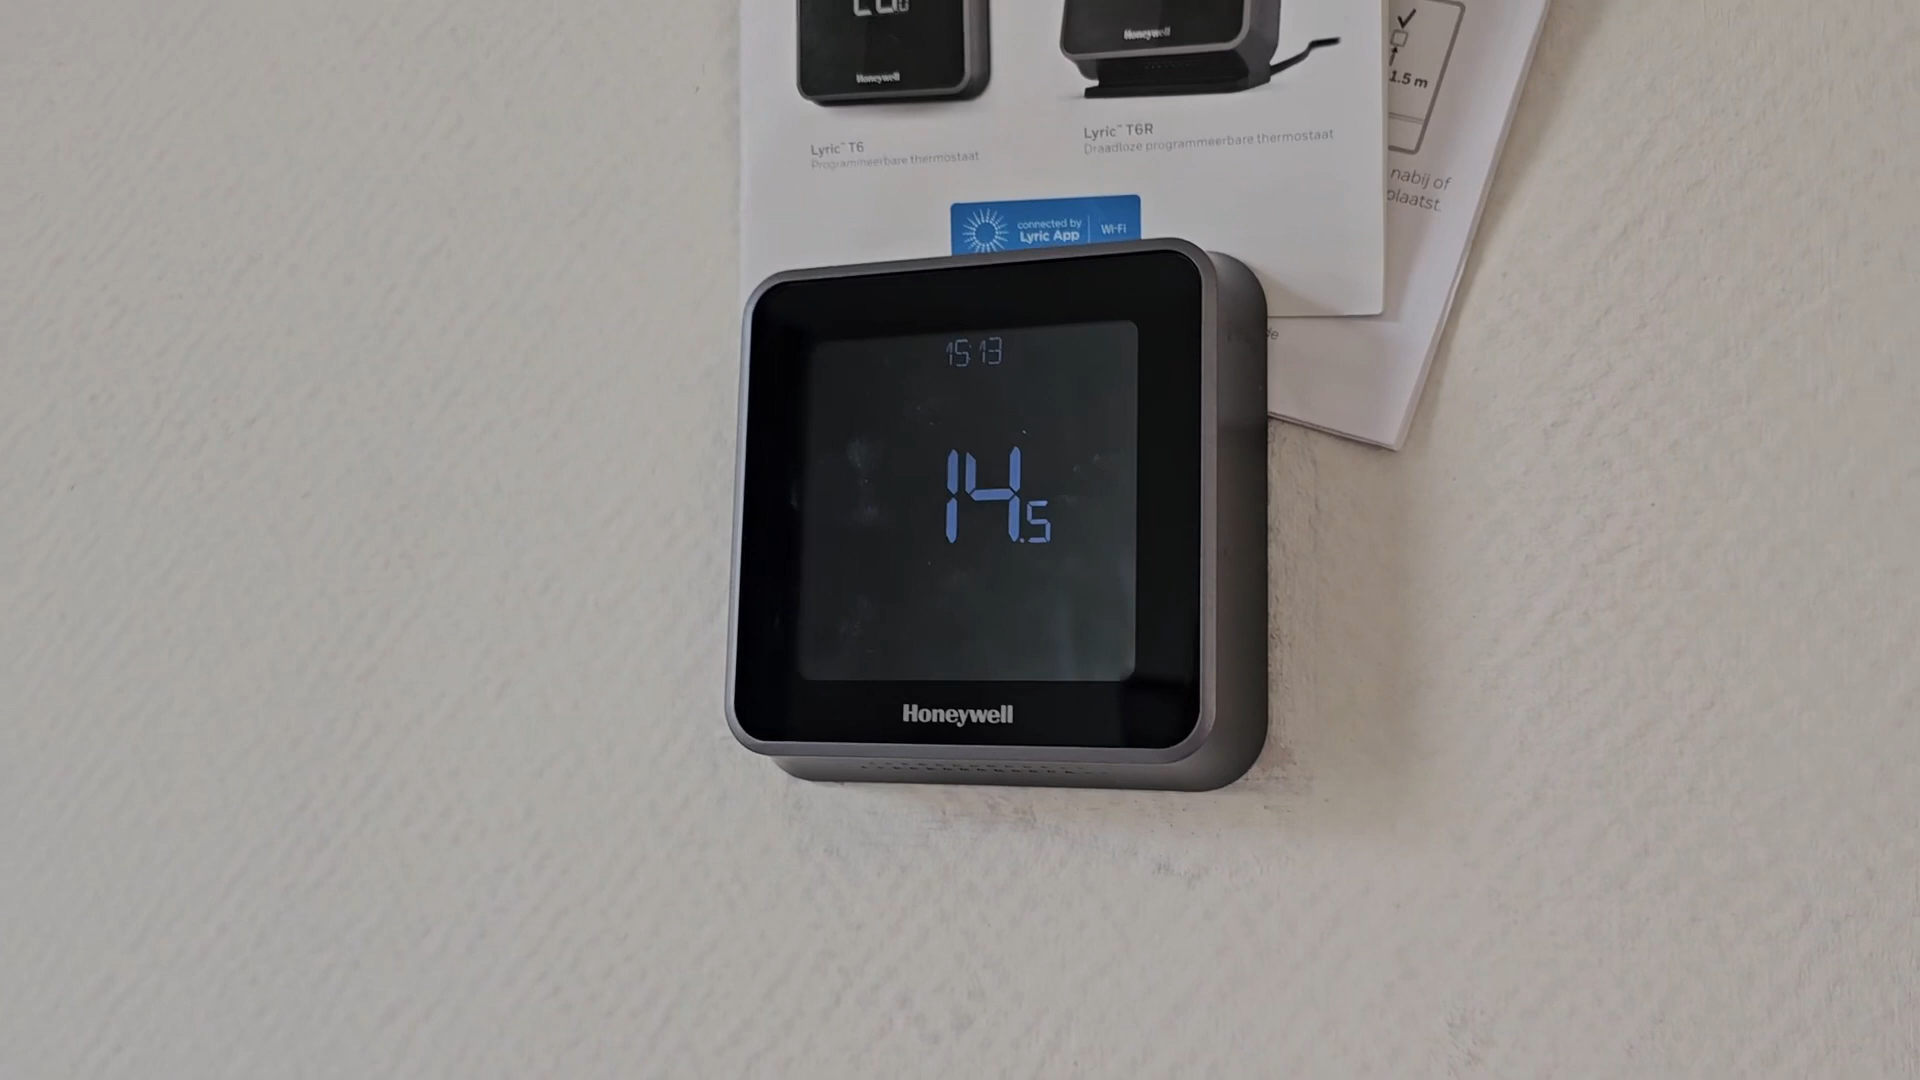 Honeywell
Honeywell
Lyric™ T6
Programmeerbare thermostaat
Lyric™ T6R
Draadloze programmeerbare thermostaat
1.5 m
nabij of
plaatst.
connected by
Lyric App
Wi-Fi
de
15:13
14.5
Honeywell